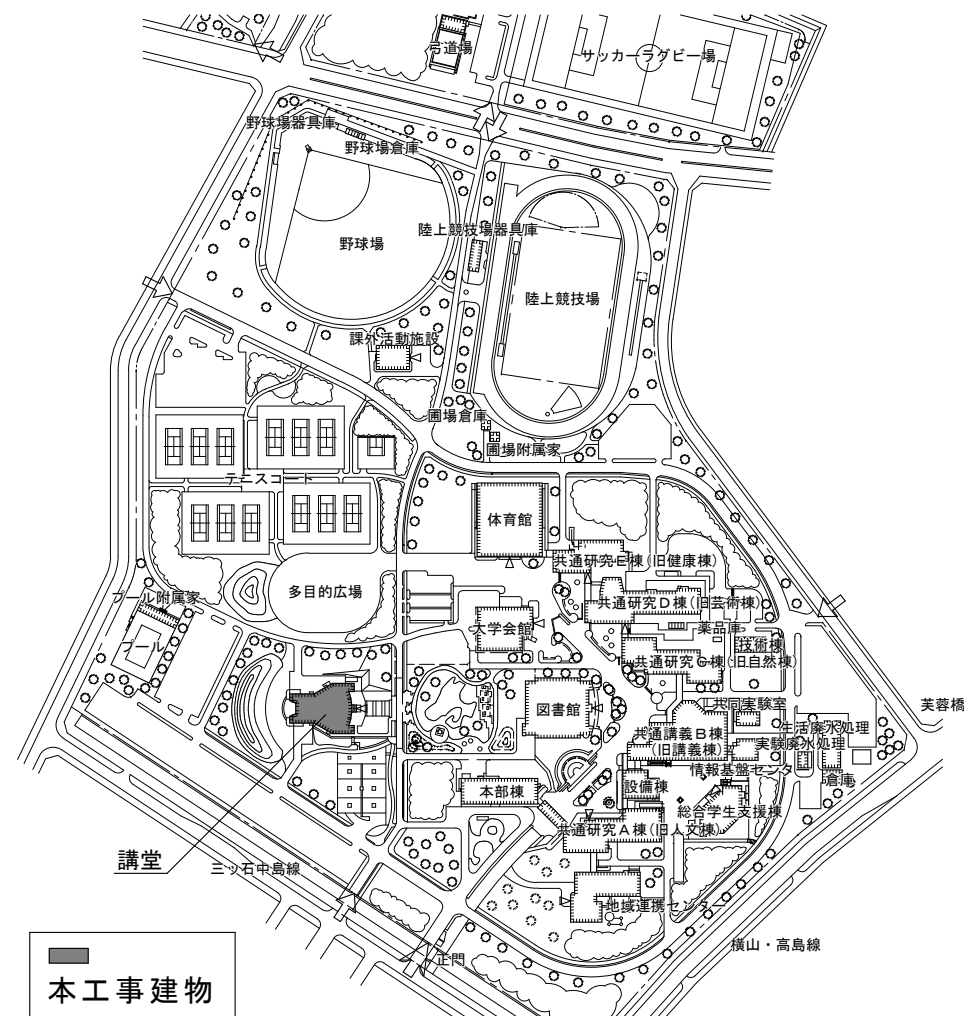 弓道場
サッカーラグビー場
野球場器具庫
野球場倉庫
陸上競技場器具庫
野球場
陸上競技場
課外活動施設
圃場倉庫
圃場附属家
テニスコート
体育館
共通研究E棟(旧健康棟)
多目的広場
プール附属家
共通研究D棟(旧芸術棟)
大学会館
薬品庫
プール
技術棟
共通研究C棟(旧自然棟)
共同実験室
芙蓉橋
図書館
生活廃水処理
共通講義B棟
(旧講義棟)
実験廃水処理
情報基盤センター
倉庫
設備棟
本部棟
総合学生支援棟
共通研究A棟(旧人文棟)
講堂
三ッ石中島線
地域連携センター
横山・高島線
正門
本工事建物